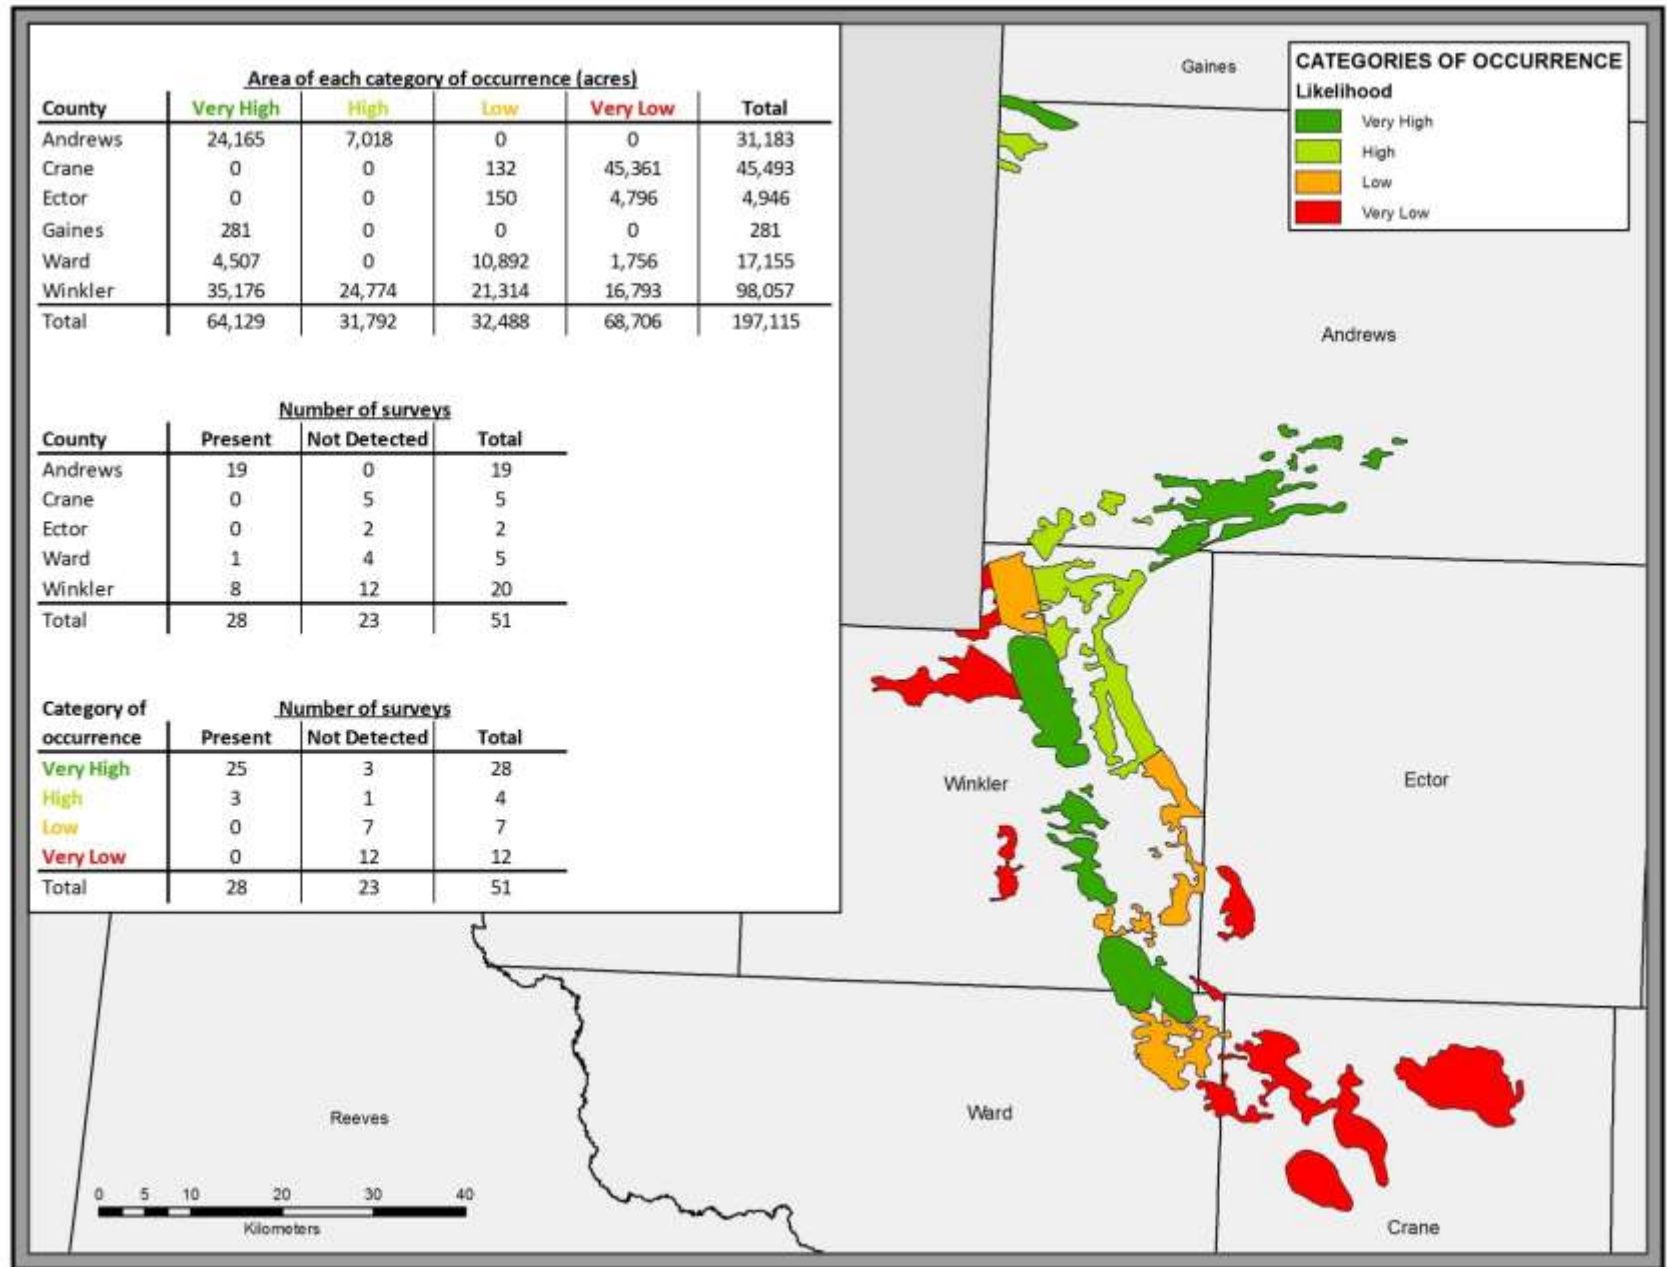 Area of each category of occurrence (acres)
County Very High High Low Very Low Total
Andrews 24,165 7,018 0 0 31,183
Crane 0 0 132 45,361 45,493
Ector 0 0 150 4,796 4,946
Gaines 281 0 0 0 281
Ward 4,507 0 10,892 1,756 17,155
Winkler 35,176 24,774 21,314 16,793 98,057
Total 64,129 31,792 32,488 68,706 197,115
Number of surveys
County Present Not Detected Total
Andrews 19 0 19
Crane 0 5 5
Ector 0 2 2
Ward 1 4 5
Winkler 8 12 20
Total 28 23 51
Category of Number of surveys
occurrence Present Not Detected Total
Very High 25 3 28
High 3 1 4
Low 0 7 7
Very Low 0 12 12
Total 28 23 51
CATEGORIES OF OCCURRENCE
Likelihood
Very High
High
Low
Very Low
Gaines
Andrews
Winkler
Ector
Ward
Reeves
Crane
0 5 10 20 30 40
Kilometers